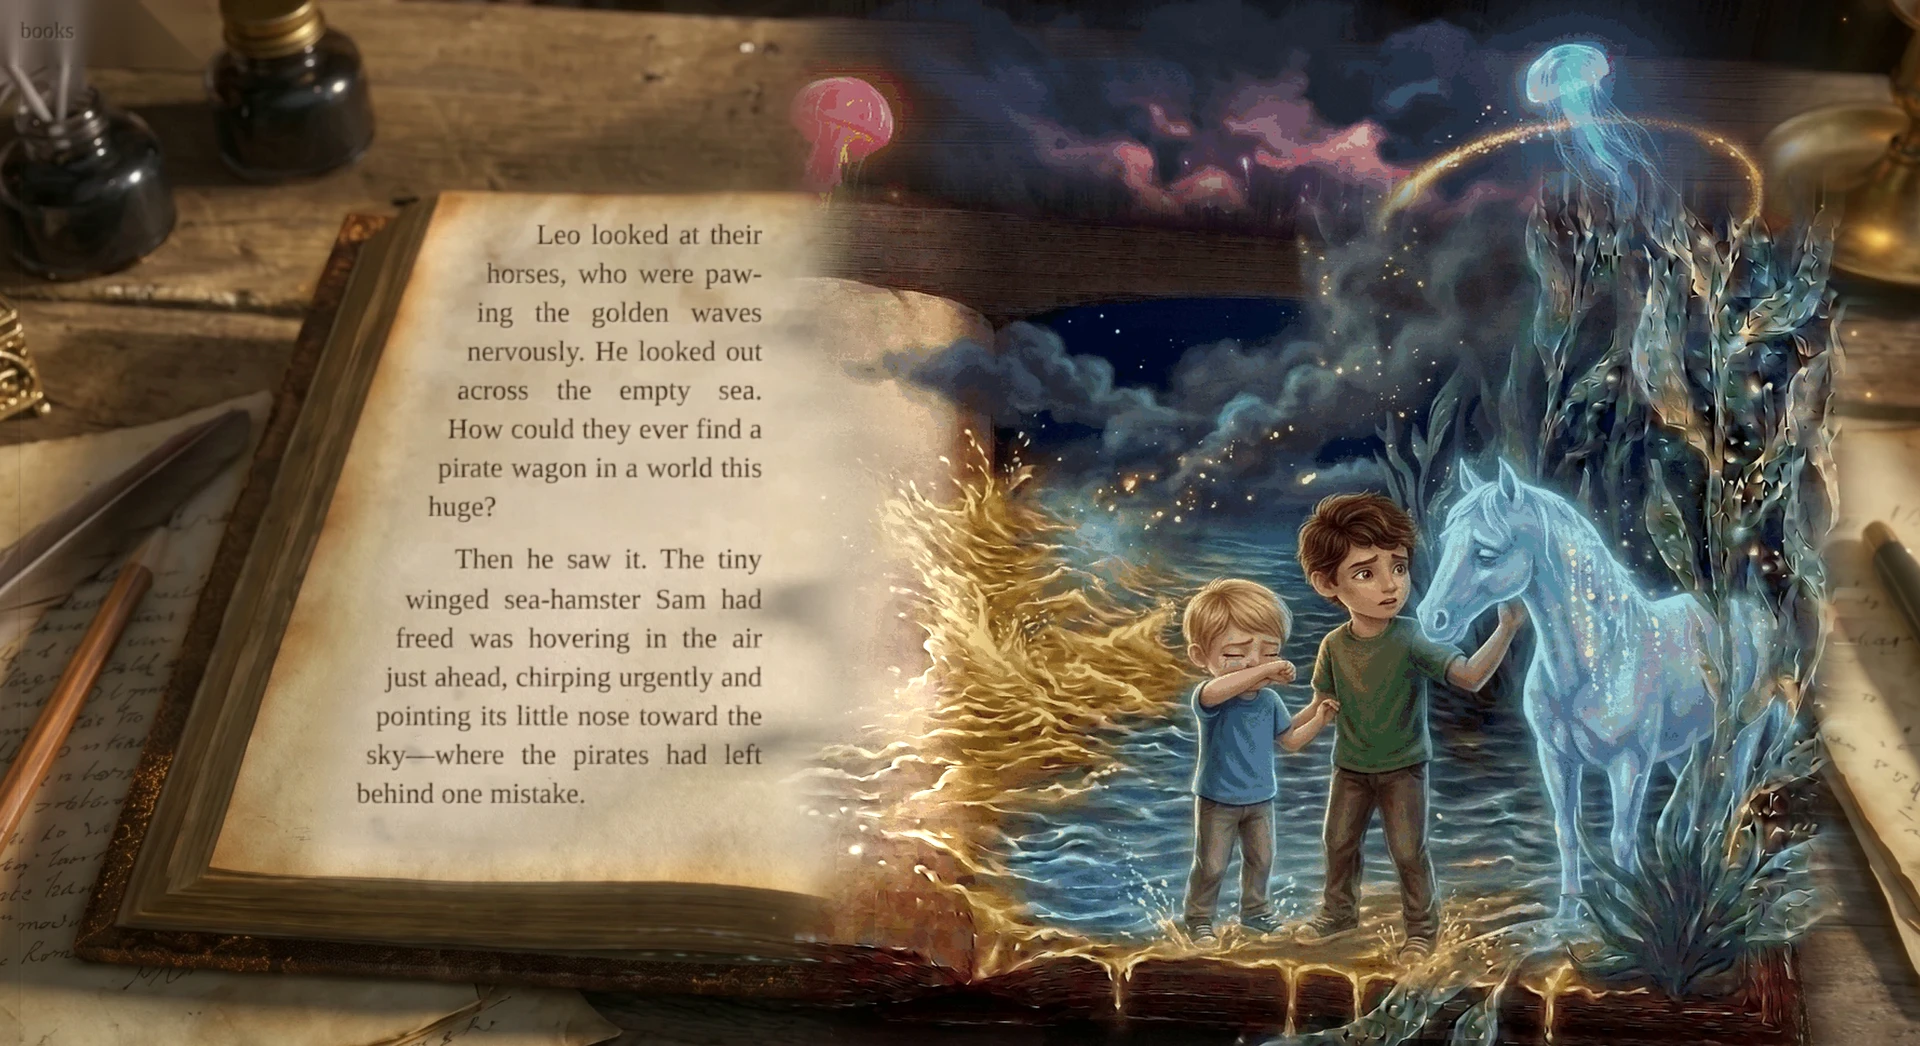 books
Leo looked at their
horses, who were paw-
ing the golden waves
nervously. He looked out
across the empty sea.
How could they ever find a
pirate wagon in a world this
huge?
Then he saw it. The tiny
winged sea-hamster Sam had
freed was hovering in the air
just ahead, chirping urgently and
pointing its little nose toward the
sky—where the pirates had left
behind one mistake.